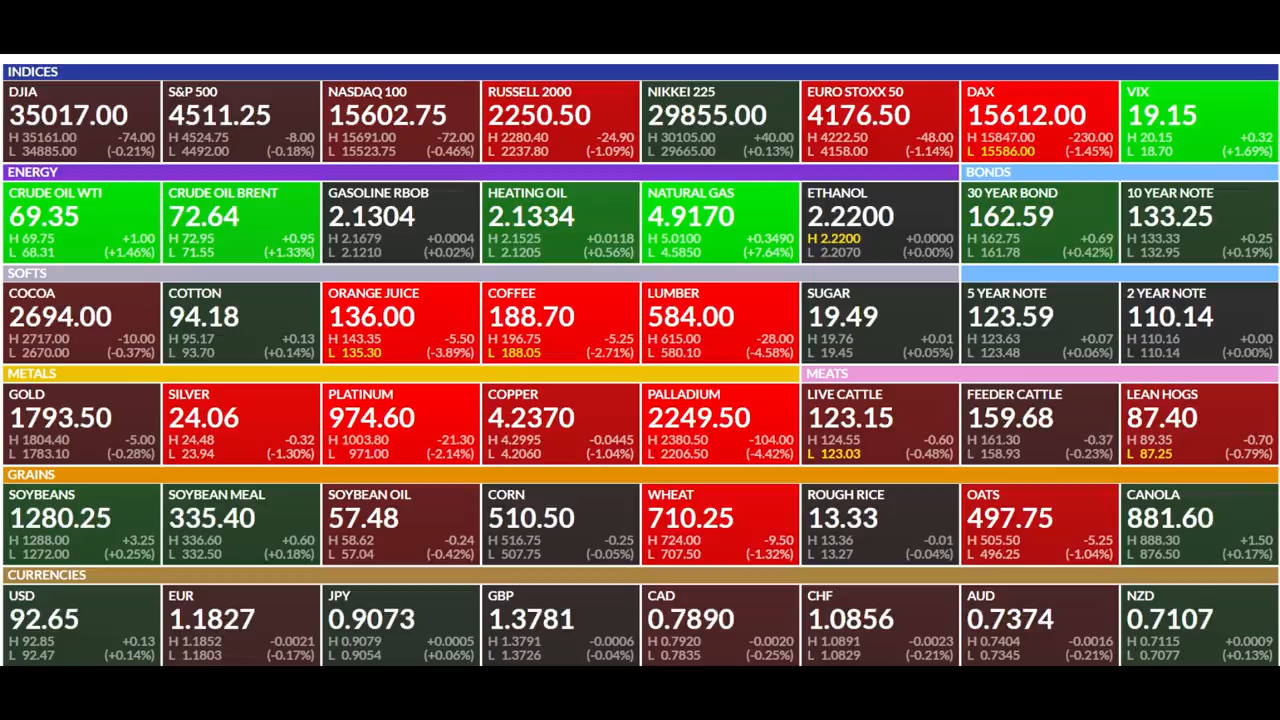 INDICES
DJIA S&P 500 NASDAQ 100 RUSSELL 2000 NIKKEI 225 EURO STOXX 50 DAX VIX
35017.00 4511.25 15602.75 2250.50 29855.00 4176.50 15612.00 19.15
H 35161.00 -74.00 H 4524.75 -8.00 H 15691.00 -72.00 H 2280.40 -24.90 H 30105.00 +40.00 H 4222.50 -48.00 H 15847.00 -230.00 H 20.15 +0.32
L 34885.00 (-0.21%) L 4492.00 (-0.18%) L 15523.75 (-0.46%) L 2237.80 (-1.09%) L 29665.00 (+0.13%) L 4158.00 (-1.14%) L 15586.00 (-1.45%) L 18.70 (+1.69%)
ENERGY BONDS
CRUDE OIL WTI CRUDE OIL BRENT GASOLINE RBOB HEATING OIL NATURAL GAS ETHANOL 30 YEAR BOND 10 YEAR NOTE
69.35 72.64 2.1304 2.1334 4.9170 2.2200 162.59 133.25
H 69.75 +1.00 H 72.95 +0.95 H 2.1679 +0.0004 H 2.1525 +0.0118 H 5.0100 +0.3490 H 2.2200 +0.0000 H 162.75 +0.69 H 133.33 +0.25
L 68.31 (+1.46%) L 71.55 (+1.33%) L 2.1210 (+0.02%) L 2.1205 (+0.56%) L 4.5850 (+7.64%) L 2.2070 (+0.00%) L 161.78 (+0.42%) L 132.95 (+0.19%)
SOFTS
COCOA COTTON ORANGE JUICE COFFEE LUMBER SUGAR 5 YEAR NOTE 2 YEAR NOTE
2694.00 94.18 136.00 188.70 584.00 19.49 123.59 110.14
H 2717.00 -10.00 H 95.17 +0.13 H 143.35 -5.50 H 196.75 -5.25 H 615.00 -28.00 H 19.76 +0.01 H 123.63 +0.07 H 110.16 +0.00
L 2670.00 (-0.37%) L 93.70 (+0.14%) L 135.30 (-3.89%) L 188.05 (-2.71%) L 580.10 (-4.58%) L 19.45 (+0.05%) L 123.48 (+0.06%) L 110.14 (+0.00%)
METALS MEATS
GOLD SILVER PLATINUM COPPER PALLADIUM LIVE CATTLE FEEDER CATTLE LEAN HOGS
1793.50 24.06 974.60 4.2370 2249.50 123.15 159.68 87.40
H 1804.40 -5.00 H 24.48 -0.32 H 1003.80 -21.30 H 4.2995 -0.0445 H 2380.50 -104.00 H 124.55 -0.60 H 161.30 -0.37 H 89.35 -0.70
L 1783.10 (-0.28%) L 23.94 (-1.30%) L 971.00 (-2.14%) L 4.2060 (-1.04%) L 2206.50 (-4.42%) L 123.03 (-0.48%) L 158.93 (-0.23%) L 87.25 (-0.79%)
GRAINS
SOYBEANS SOYBEAN MEAL SOYBEAN OIL CORN WHEAT ROUGH RICE OATS CANOLA
1280.25 335.40 57.48 510.50 710.25 13.33 497.75 881.60
H 1288.00 +3.25 H 336.60 +0.60 H 58.62 -0.24 H 516.75 -0.25 H 724.00 -9.50 H 13.36 -0.01 H 505.50 -5.25 H 888.30 +1.50
L 1272.00 (+0.25%) L 332.50 (+0.18%) L 57.04 (-0.42%) L 507.75 (-0.05%) L 707.50 (-1.32%) L 13.27 (-0.04%) L 496.25 (-1.04%) L 876.50 (+0.17%)
CURRENCIES
USD EUR JPY GBP CAD CHF AUD NZD
92.65 1.1827 0.9073 1.3781 0.7890 1.0856 0.7374 0.7107
H 92.85 +0.13 H 1.1852 -0.0021 H 0.9079 +0.0005 H 1.3791 -0.0006 H 0.7920 -0.0020 H 1.0891 -0.0023 H 0.7404 -0.0016 H 0.7115 +0.0009
L 92.47 (+0.14%) L 1.1803 (-0.17%) L 0.9054 (+0.06%) L 1.3726 (-0.04%) L 0.7835 (-0.25%) L 1.0829 (-0.21%) L 0.7345 (-0.21%) L 0.7077 (+0.13%)